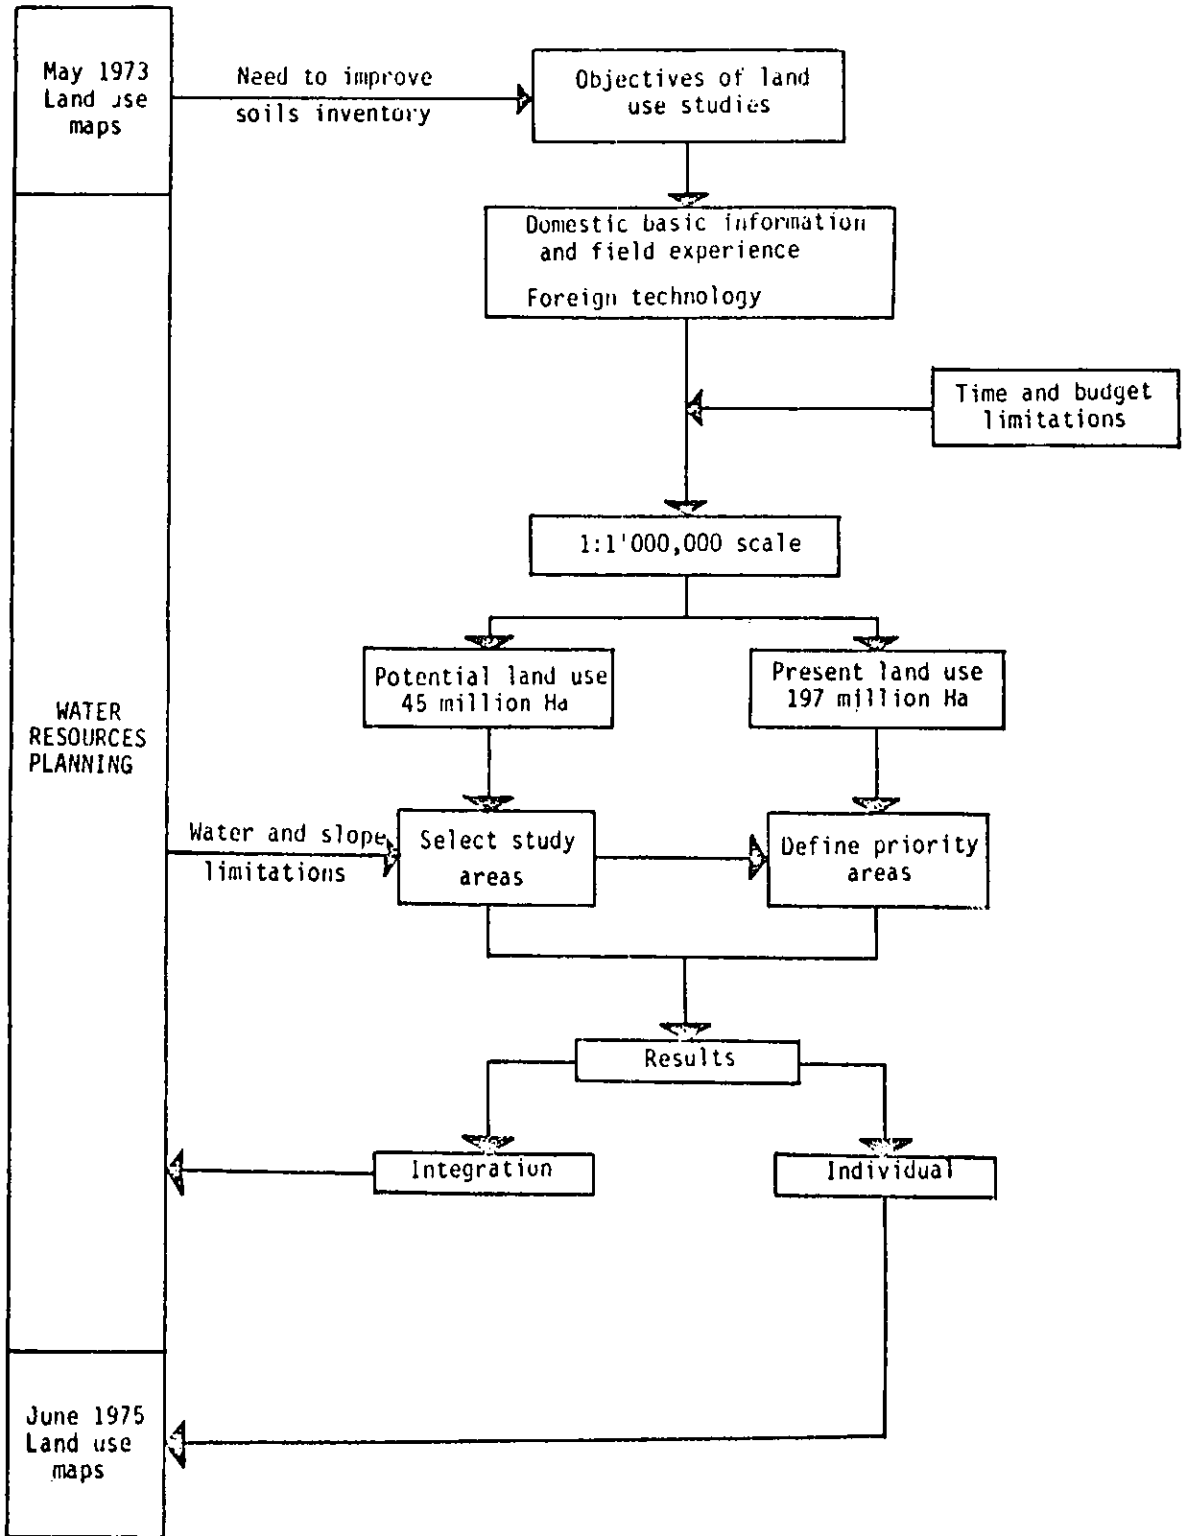 May 1973
Land use
maps
Need to improve
soils inventory
Objectives of land
use studies
Domestic basic information
and field experience
Foreign technology
Time and budget
limitations
1:1'000,000 scale
Potential land use
45 million Ha
Present land use
197 million Ha
WATER
RESOURCES
PLANNING
Water and slope
limitations
Select study
areas
Define priority
areas
Results
Integration
Individual
June 1975
Land use
maps